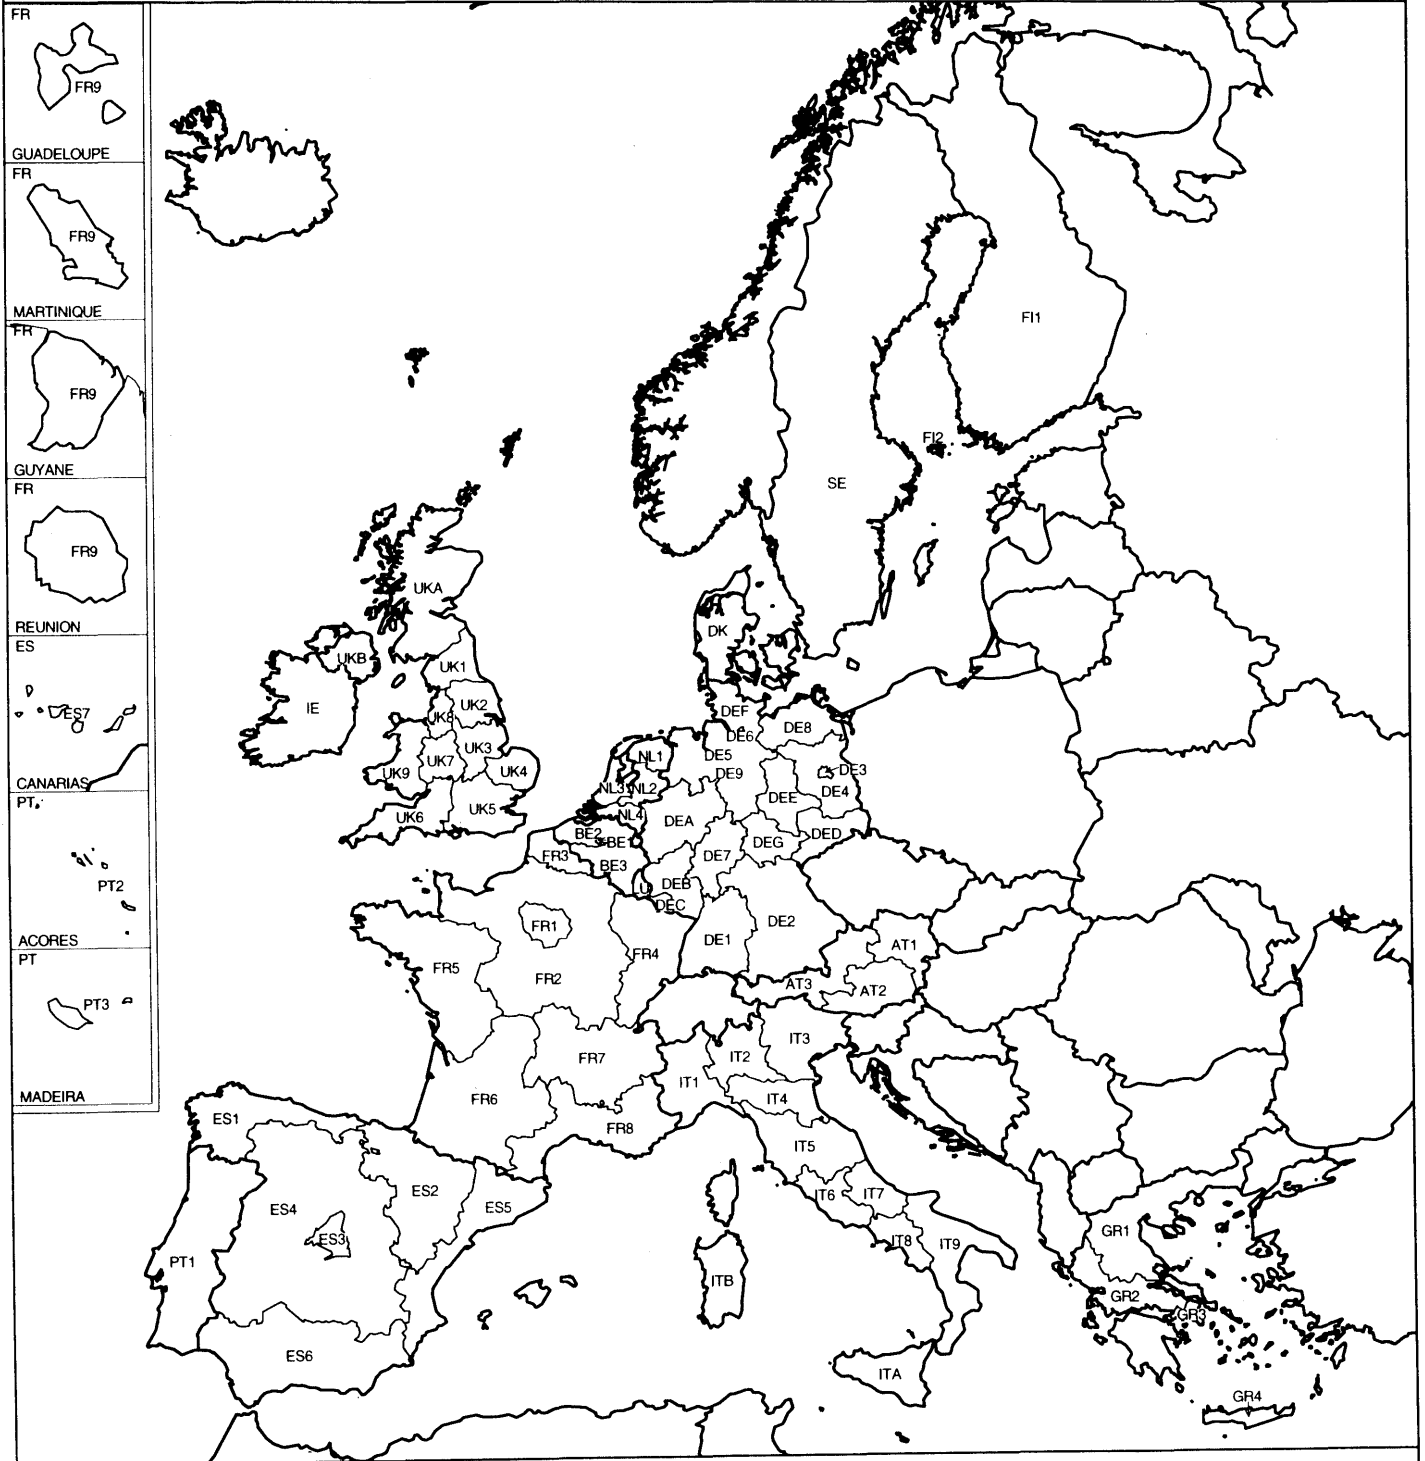 FR
FR9
GUADELOUPE
FR
FR9
MARTINIQUE
FR
FR9
GUYANE
FR
FR9
REUNION
ES
ES7
CANARIAS
PT
PT2
ACORES
PT
PT3
MADEIRA
FI1
FI2
SE
UKA
DK
UKB
UK1
IE
UK2
UK8
UK3
UK7
UK9
UK4
UK5
UK6
DEF
DE6
DE8
DE5
DE9
DE3
DE4
DEE
NL1
NL3
NL2
NL4
DEA
DED
DEG
DE7
BE2
BE1
BE3
FR3
LU
DEB
DEC
DE2
DE1
FR1
FR4
FR2
FR5
AT1
AT3
AT2
IT3
IT2
IT1
IT4
FR7
FR6
FR8
IT5
ES1
ES2
ES4
ES5
ES3
PT1
ES6
IT6
IT7
IT8
IT9
ITB
ITA
GR1
GR2
GR3
GR4